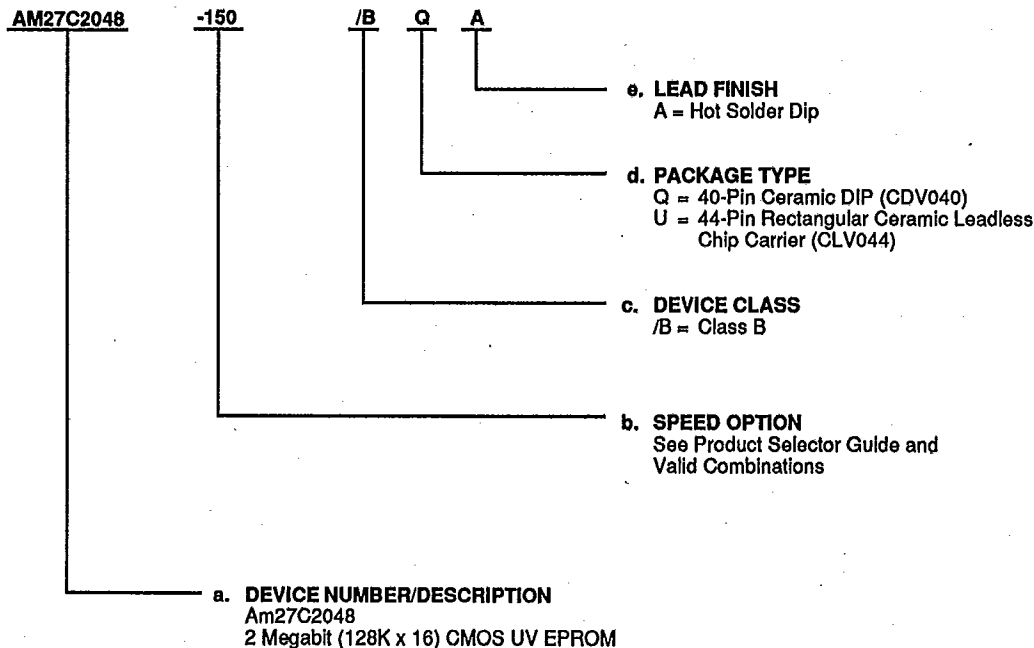 AM27C2048 -150 /B Q A
e. LEAD FINISH
A = Hot Solder Dip
d. PACKAGE TYPE
Q = 40-Pin Ceramic DIP (CDV040)
U = 44-Pin Rectangular Ceramic Leadless
Chip Carrier (CLV044)
c. DEVICE CLASS
/B = Class B
b. SPEED OPTION
See Product Selector Guide and
Valid Combinations
a. DEVICE NUMBER/DESCRIPTION
Am27C2048
2 Megabit (128K x 16) CMOS UV EPROM